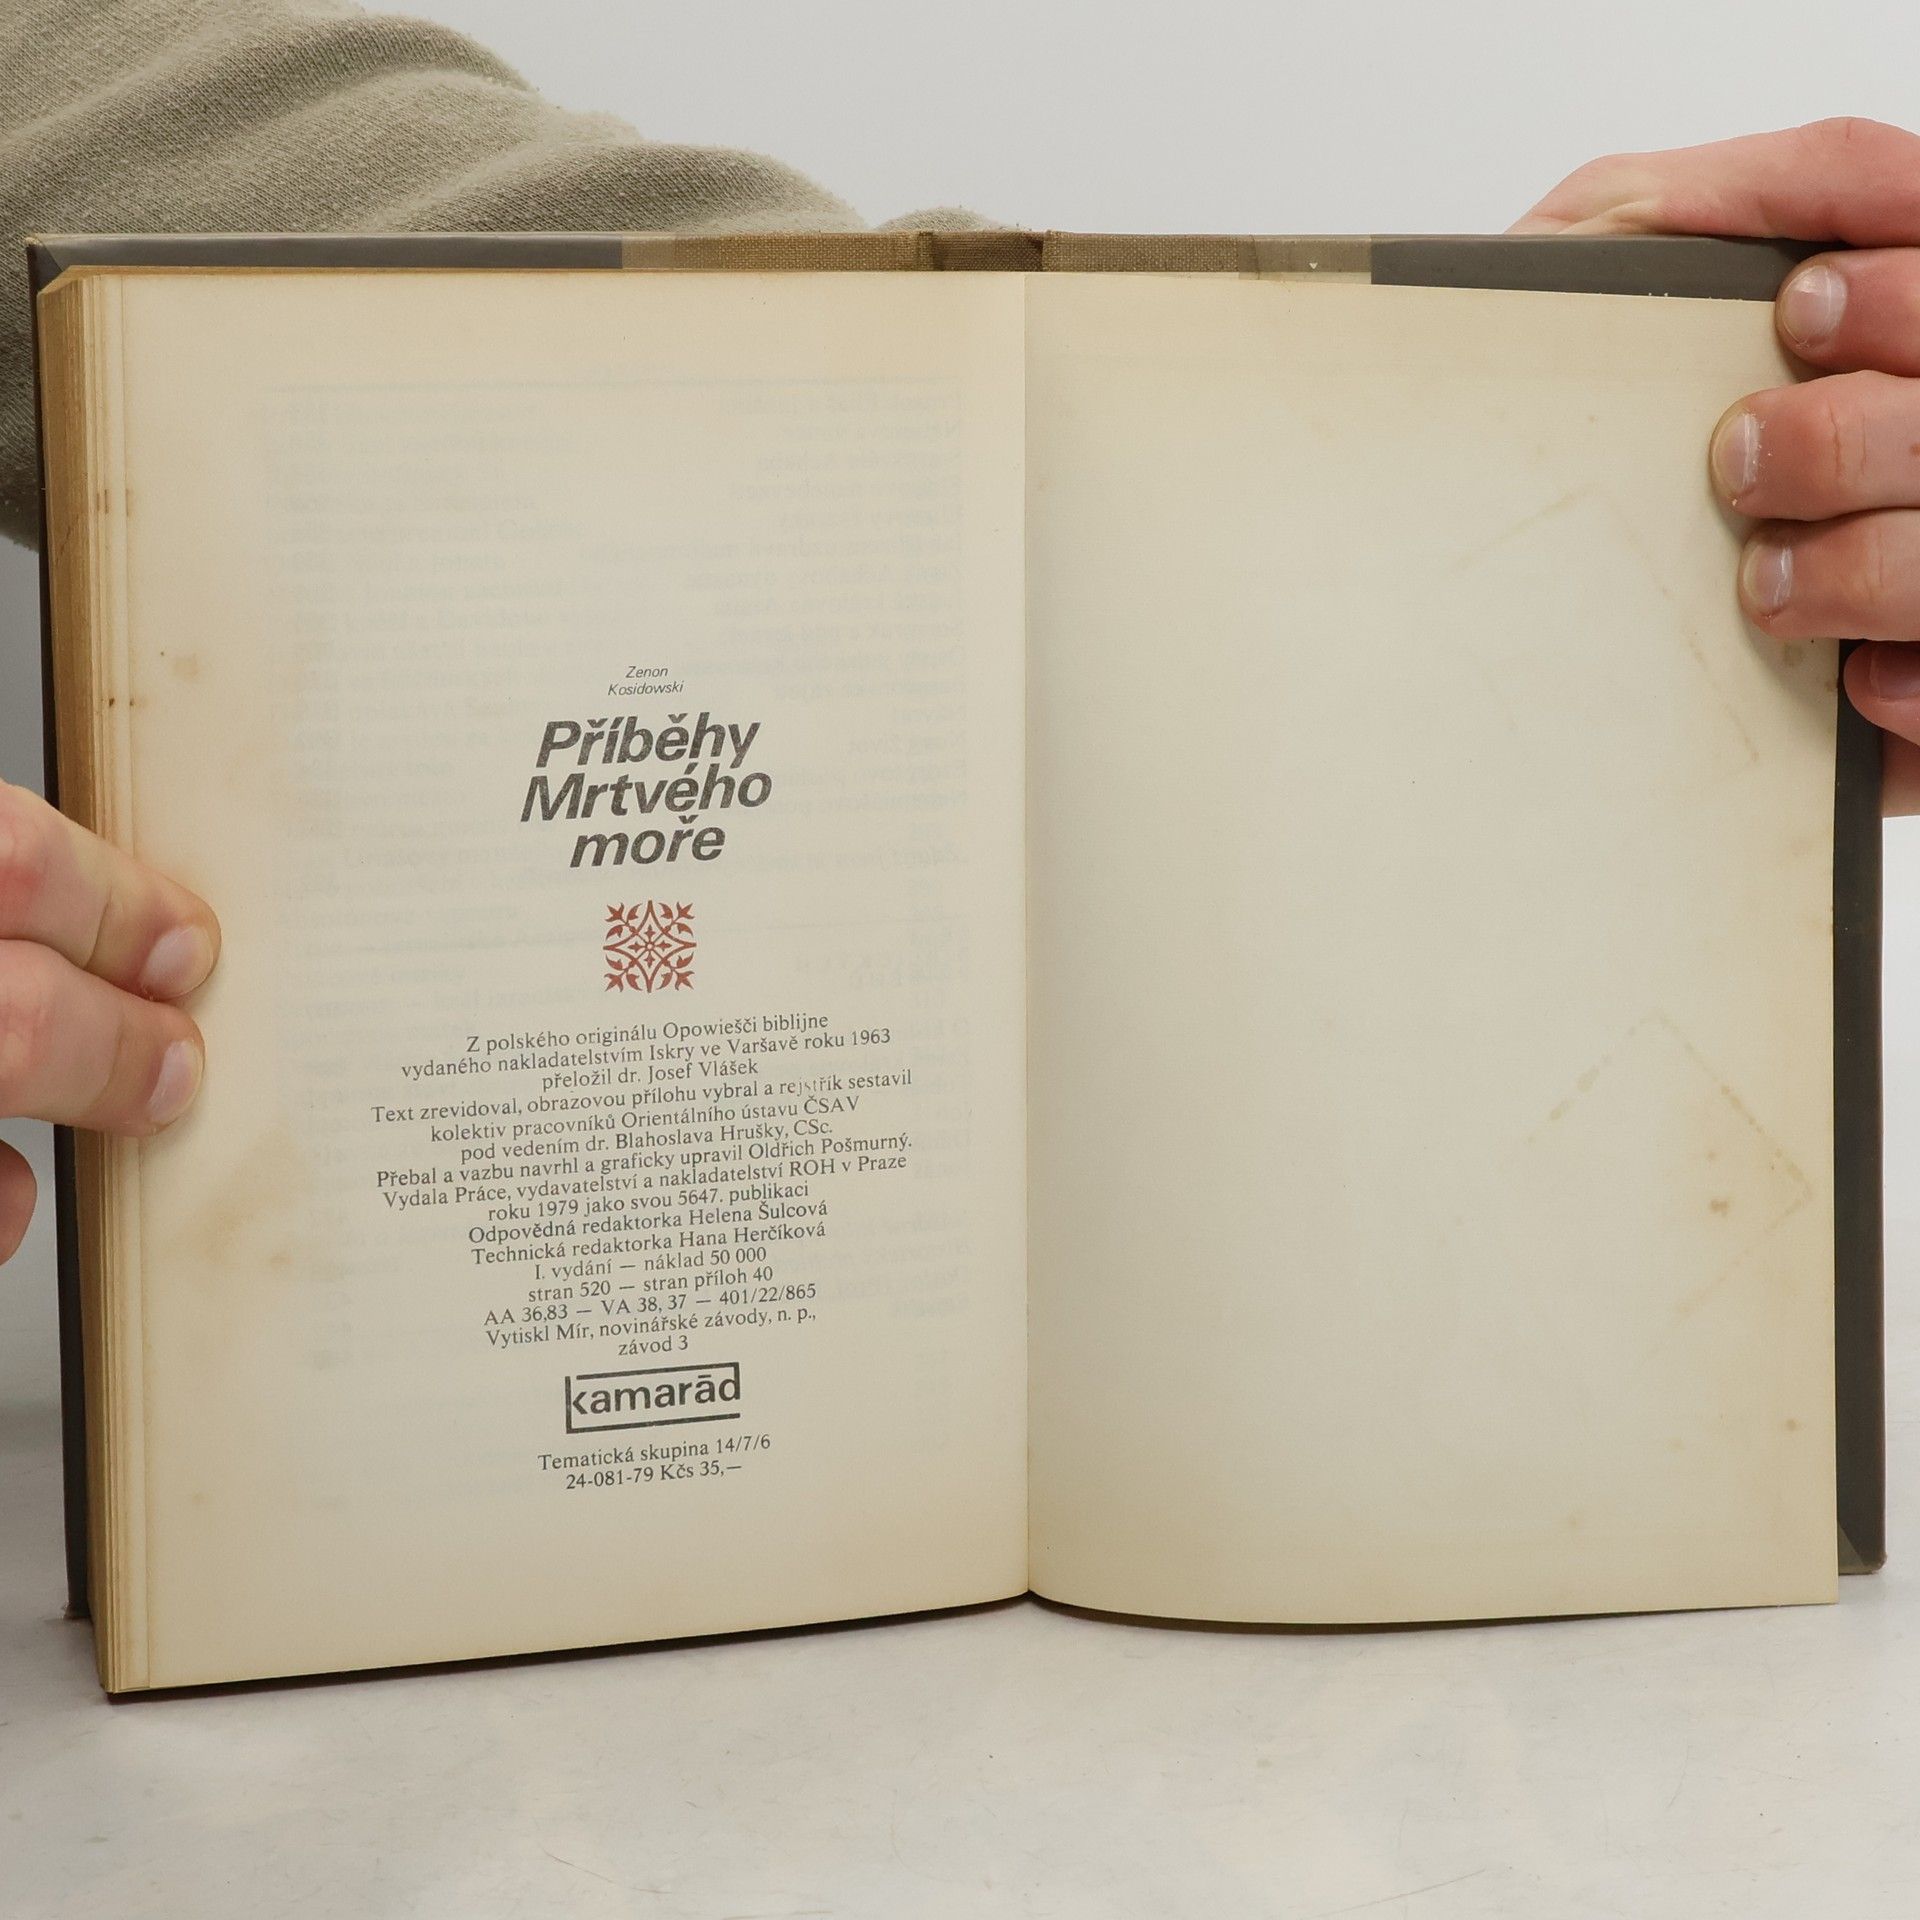 Zenon
Kosidowski
Příběhy
Mrtvého
moře
Z polského originálu Opowiešči biblijne
vydaného nakladatelstvím Iskry ve Varšavě roku 1963
přeložil dr. Josef Vlášek
Text zrevidoval, obrazovou přílohu vybral a rejstřík sestavil
kolektiv pracovníků Orientálního ústavu ČSAV
pod vedením dr. Blahoslava Hrušky, CSc.
Přebal a vazbu navrhl a graficky upravil Oldřich Pošmurný.
Vydala Práce, vydavatelství a nakladatelství ROH v Praze
roku 1979 jako svou 5647. publikaci
Odpovědná redaktorka Helena Šulcová
Technická redaktorka Hana Herčíková
I. vydání — náklad 50 000
stran 520 — stran příloh 40
AA 36,83 — VA 38, 37 — 401/22/865
Vytiskl Mír, novinářské závody, n. p.,
závod 3
kamarād
Tematická skupina 14/7/6
24-081-79 Kčs 35,—